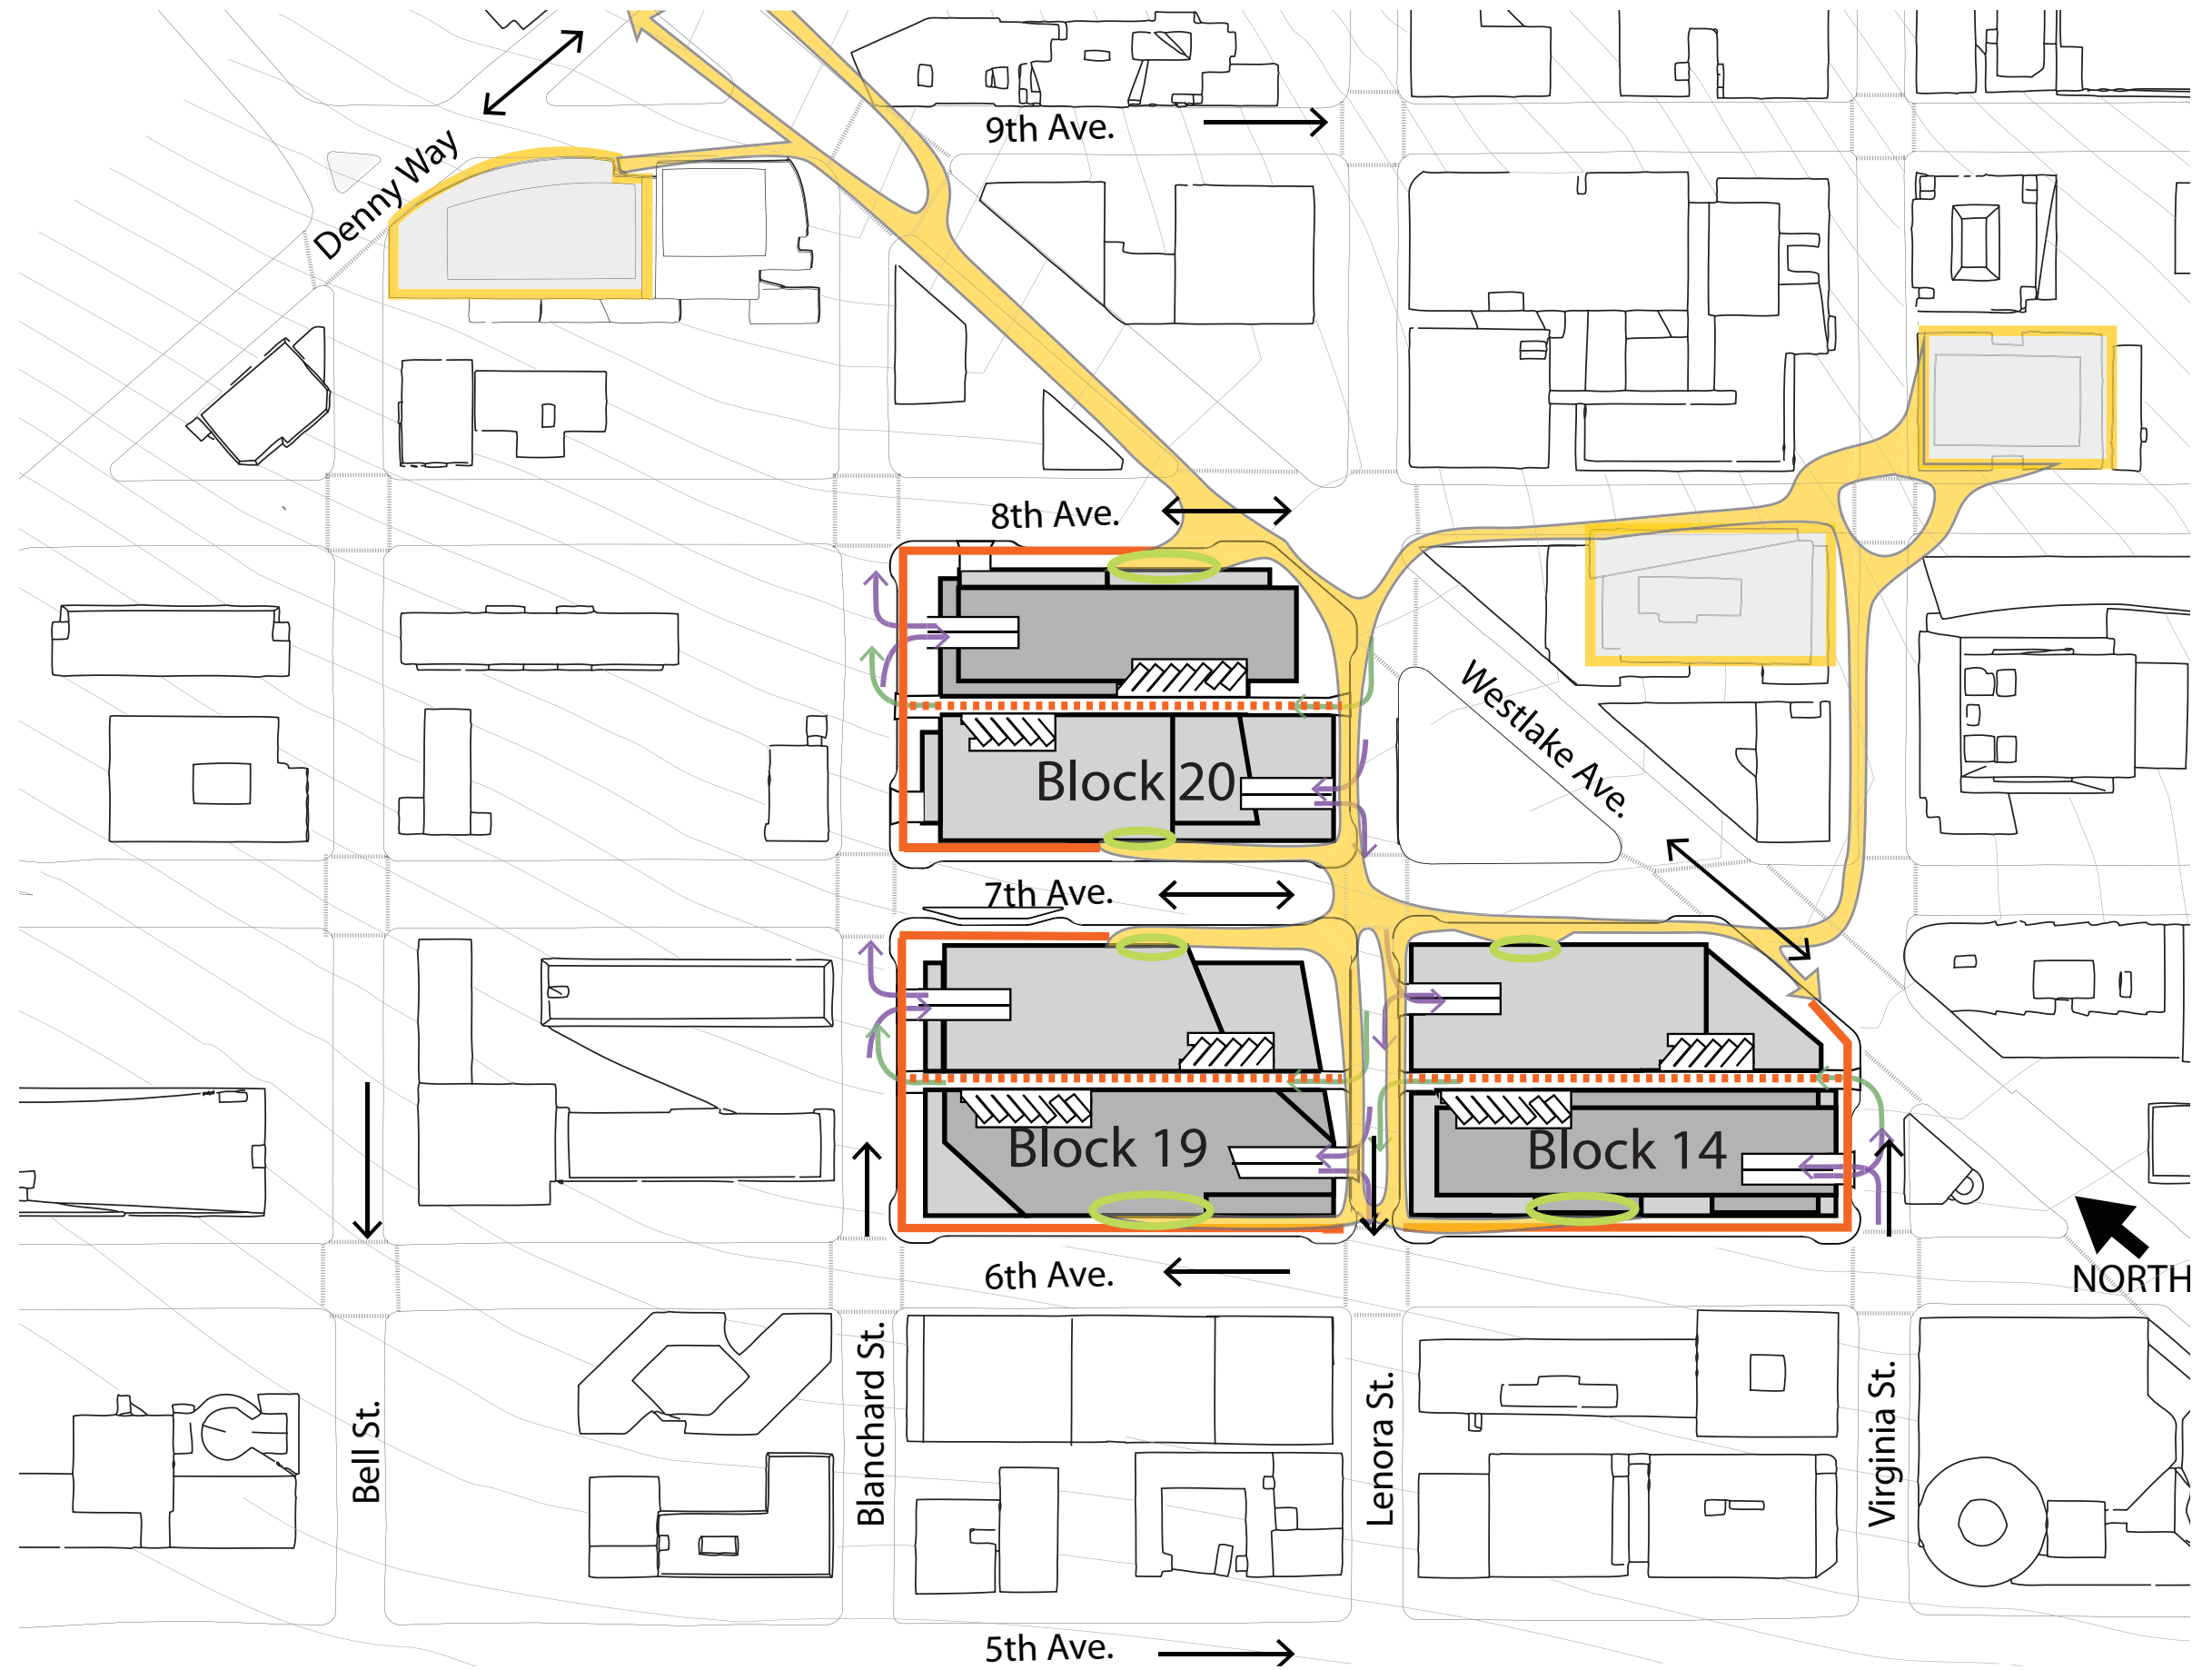 9th Ave.
Denny Way
8th Ave.
Westlake Ave.
Block 20
7th Ave.
Block 19
Block 14
6th Ave.
NORTH
Bell St.
Blanchard St.
Lenora St.
Virginia St.
5th Ave.